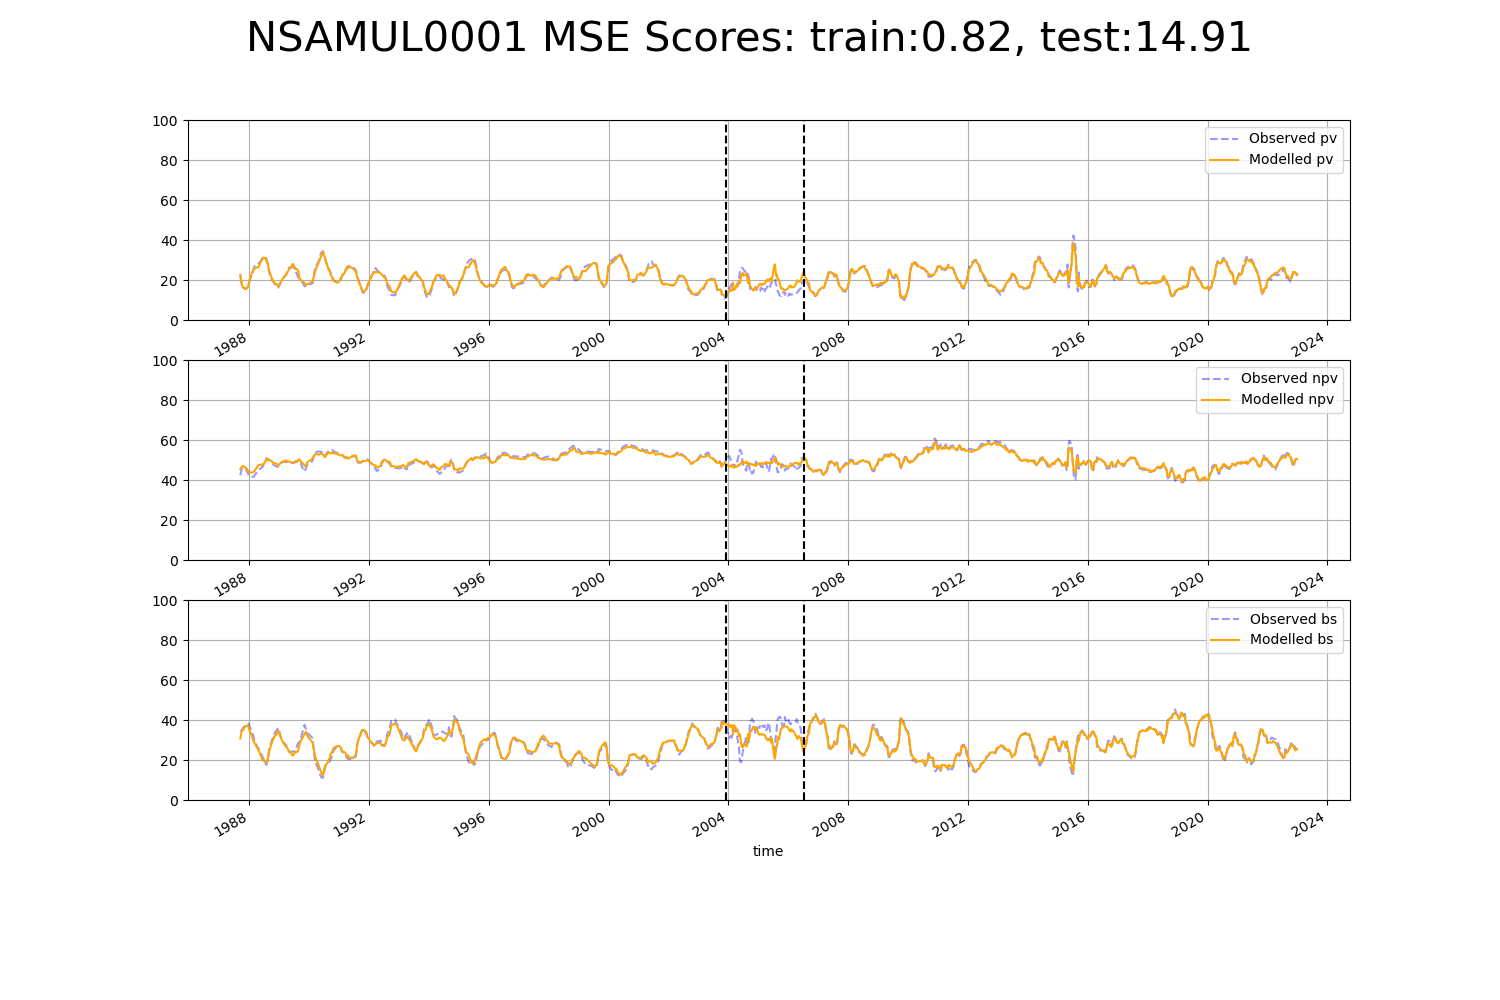 NSAMUL0001 MSE Scores: train:0.82, test:14.91
100
80
60
40
20
0
Observed pv
Modelled pv
1988 1992 1996 2000 2004 2008 2012 2016 2020 2024
100
80
60
40
20
0
Observed npv
Modelled npv
1988 1992 1996 2000 2004 2008 2012 2016 2020 2024
100
80
60
40
20
0
Observed bs
Modelled bs
1988 1992 1996 2000 2004 2008 2012 2016 2020 2024
time